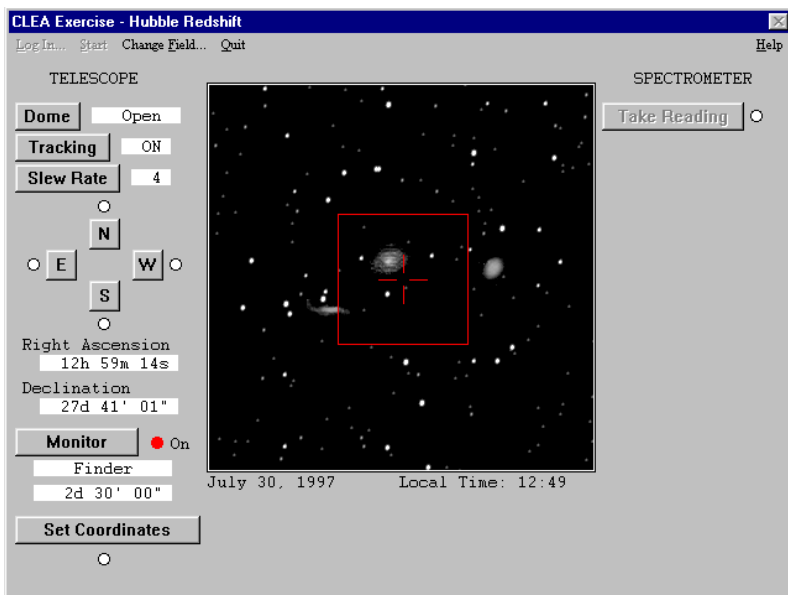 CLEA Exercise - Hubble Redshift
Log In... Start Change Field... Quit Help
TELESCOPE
SPECTROMETER
Dome Open
Take Reading
Tracking ON
Slew Rate 4
N
E W
S
Right Ascension
12h 59m 14s
Declination
27d 41' 01"
Monitor On
Finder
2d 30' 00"
July 30, 1997 Local Time: 12:49
Set Coordinates